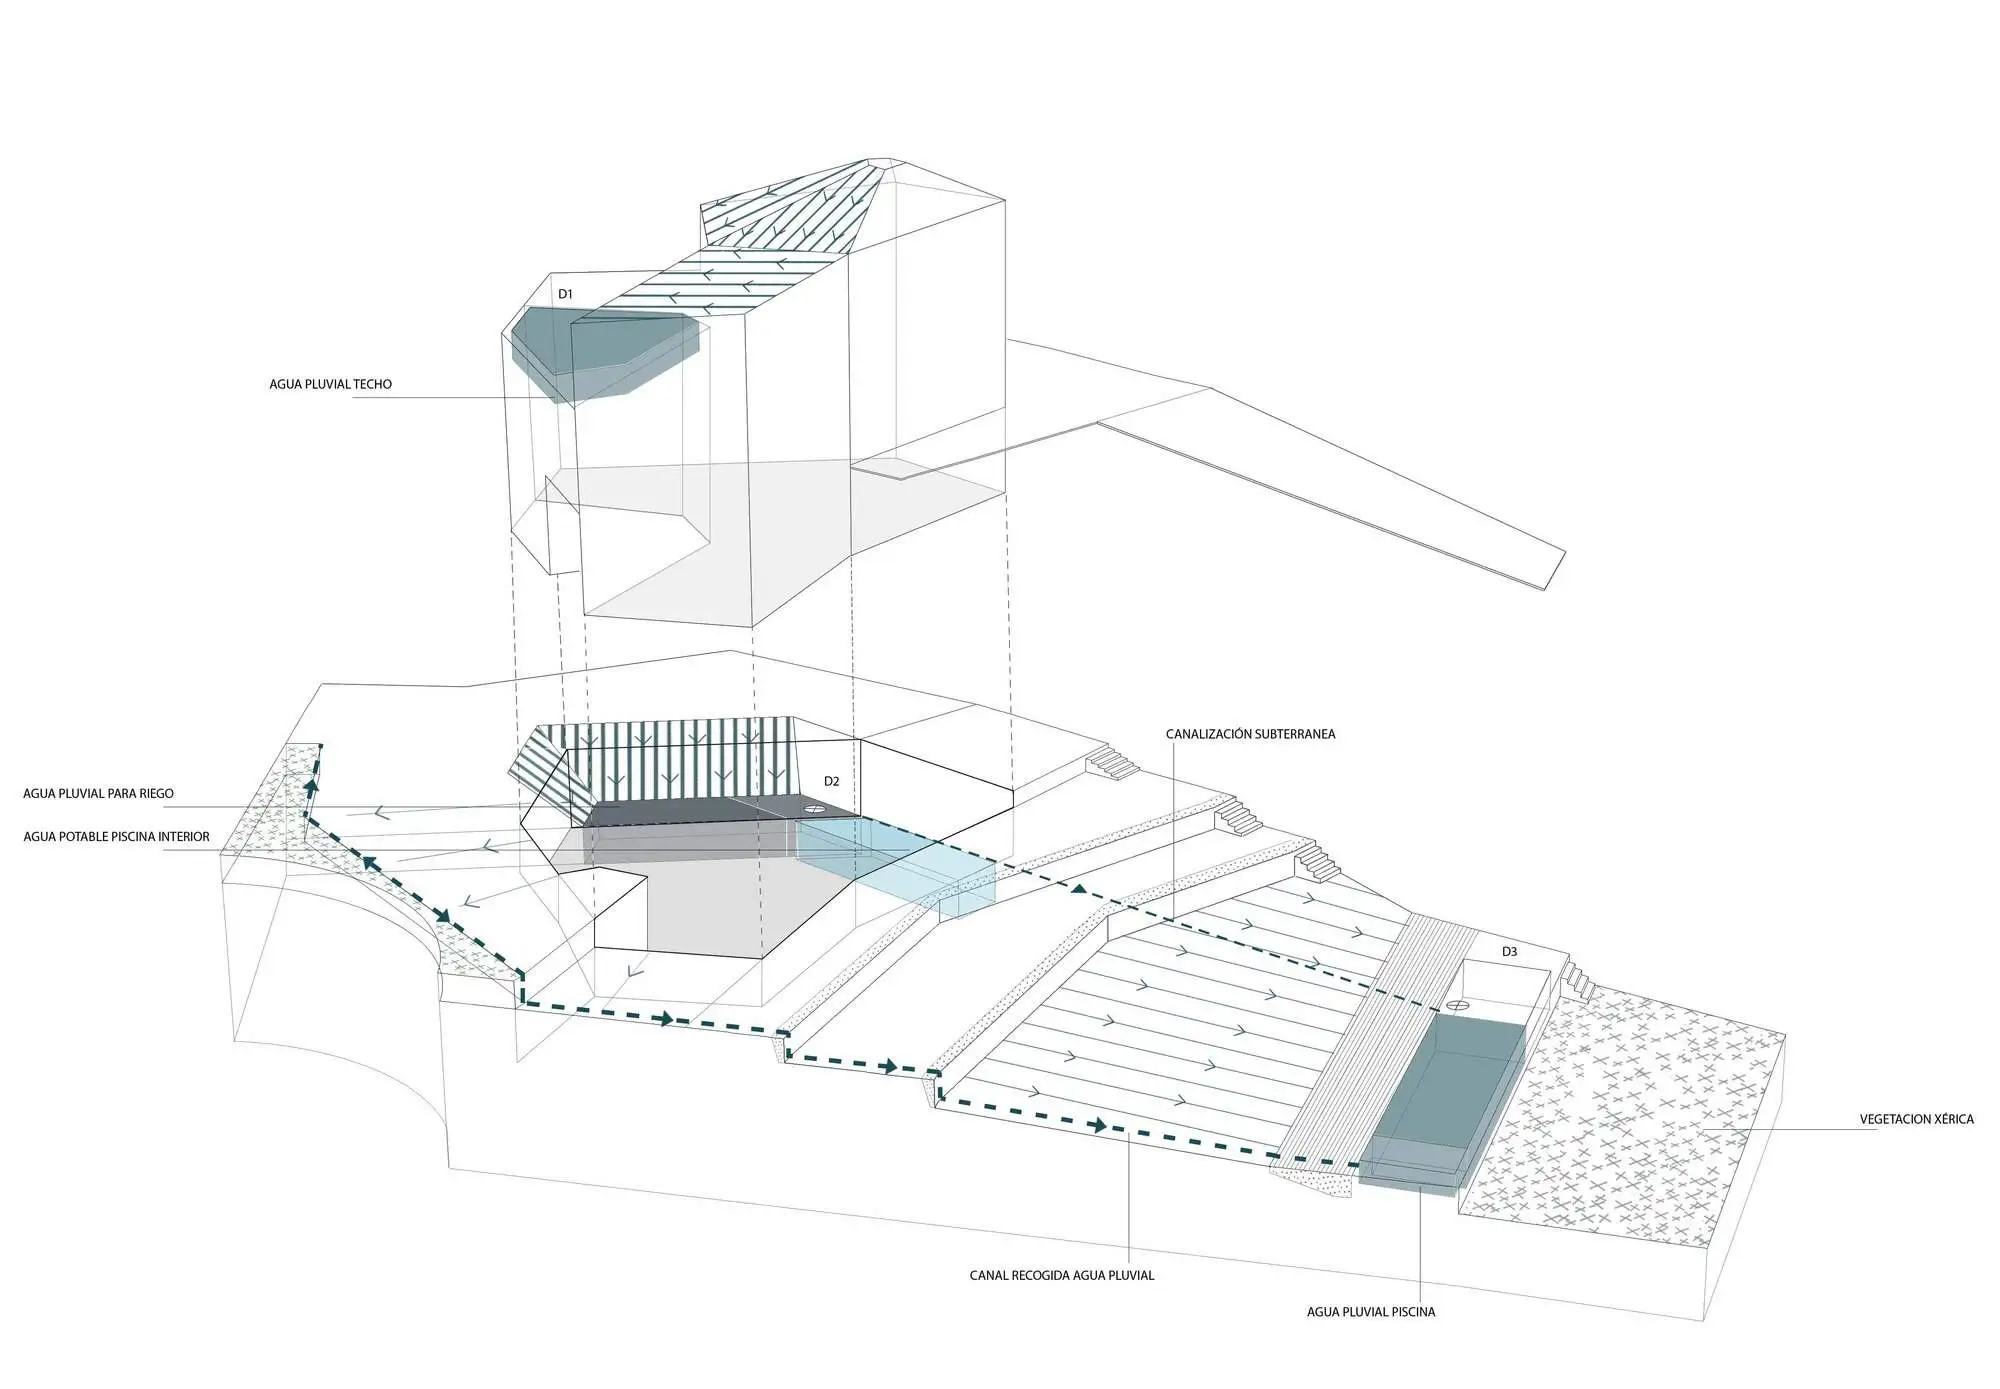 D1
AGUA PLUVIAL TECHO
CANALIZACIÓN SUBTERRANEA
D2
AGUA PLUVIAL PARA RIEGO
AGUA POTABLE PISCINA INTERIOR
D3
VEGETACION XÉRICA
CANAL RECOGIDA AGUA PLUVIAL
AGUA PLUVIAL PISCINA